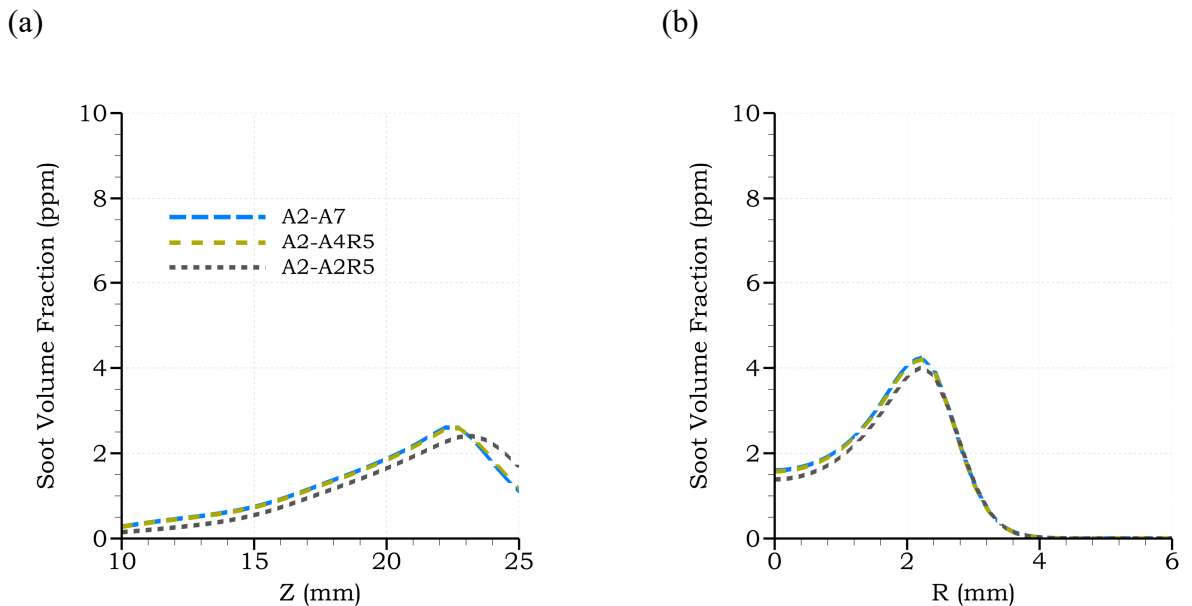 (a)
(b)
Soot Volume Fraction (ppm)
10
8
6
4
2
0
A2-A7
A2-A4R5
A2-A2R5
10 15 20 25
Z (mm)
Soot Volume Fraction (ppm)
10
8
6
4
2
0
0 2 4 6
R (mm)